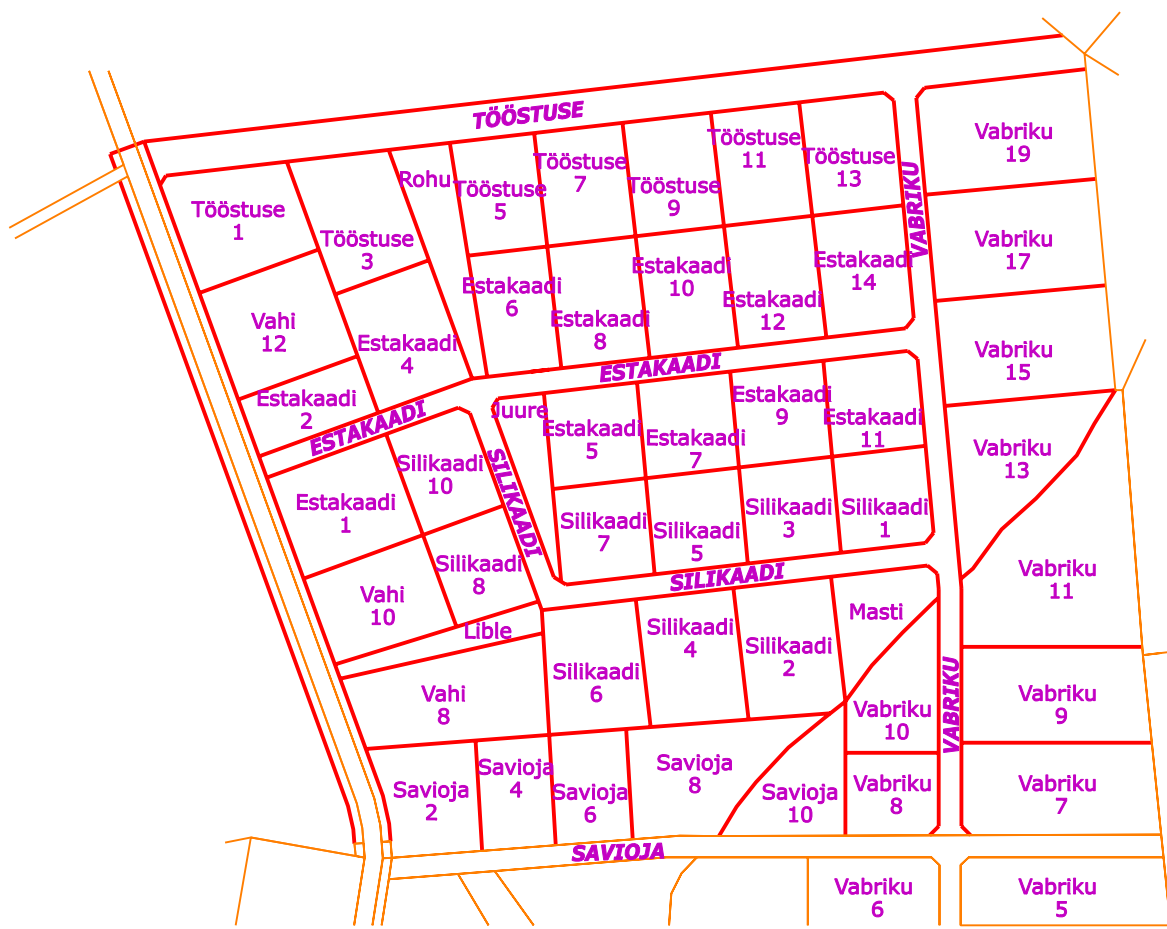 TÖÖSTUSE
Vabriku
19
Tööstuse
11
Tööstuse
7
Tööstuse
13
Rohu
Tööstuse
5
Tööstuse
9
VABRIKU
Tööstuse
1
Tööstuse
3
Vabriku
17
Estakaadi
14
Estakaadi
10
Estakaadi
6
Estakaadi
12
Estakaadi
8
Vahi
12
Estakaadi
4
Vabriku
15
ESTAKAADI
Estakaadi
2
ESTAKAADI
Juure
Estakaadi
9
Estakaadi
11
Estakaadi
5
Estakaadi
7
Vabriku
13
Silikaadi
10
SILIKAADI
Estakaadi
1
Silikaadi
7
Silikaadi
5
Silikaadi
3
Silikaadi
1
Silikaadi
8
SILIKAADI
Vabriku
11
Vahi
10
Lible
Silikaadi
4
Silikaadi
2
Masti
Silikaadi
6
Vahi
8
Vabriku
10
VABRIKU
Vabriku
9
Savioja
2
Savioja
4
Savioja
6
Savioja
8
Savioja
10
Vabriku
8
Vabriku
7
SAVIOJA
Vabriku
6
Vabriku
5